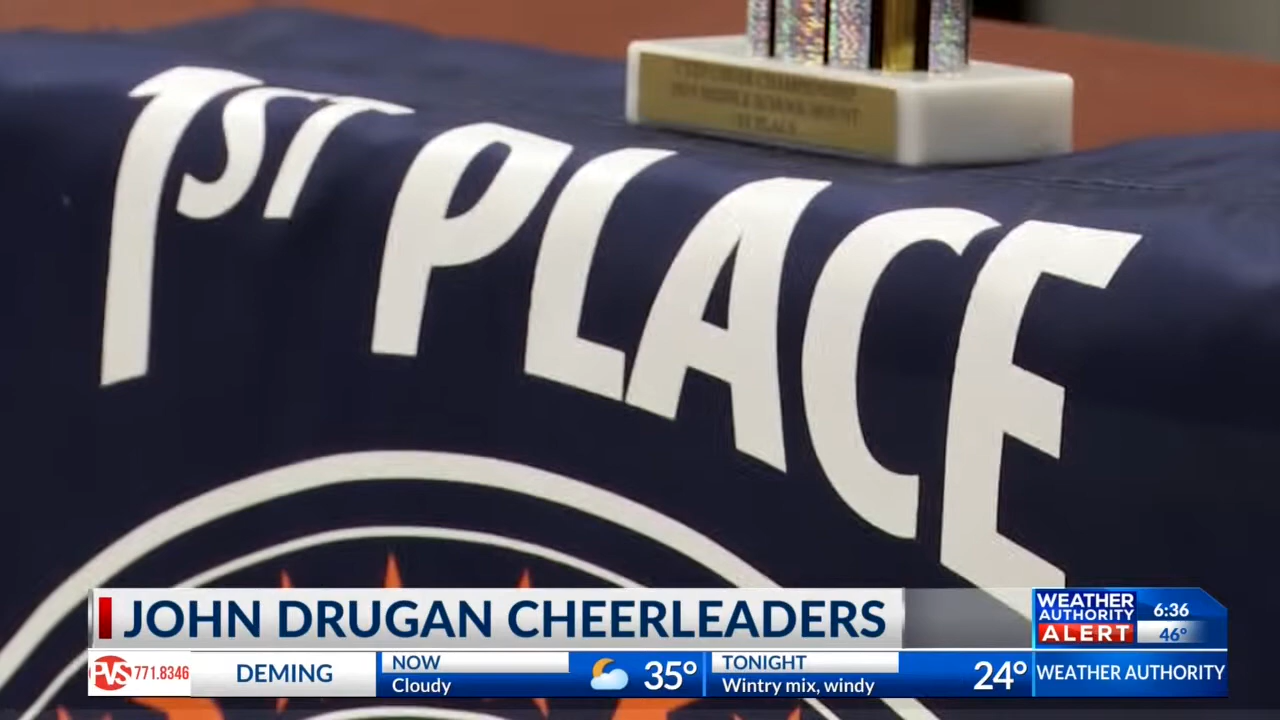 1ST PLACE
JOHN DRUGAN CHEERLEADERS
WEATHER
AUTHORITY
ALERT
6:36
46°
PVS 771.8346
DEMING
NOW
Cloudy
35°
TONIGHT
Wintry mix, windy
24°
WEATHER AUTHORITY